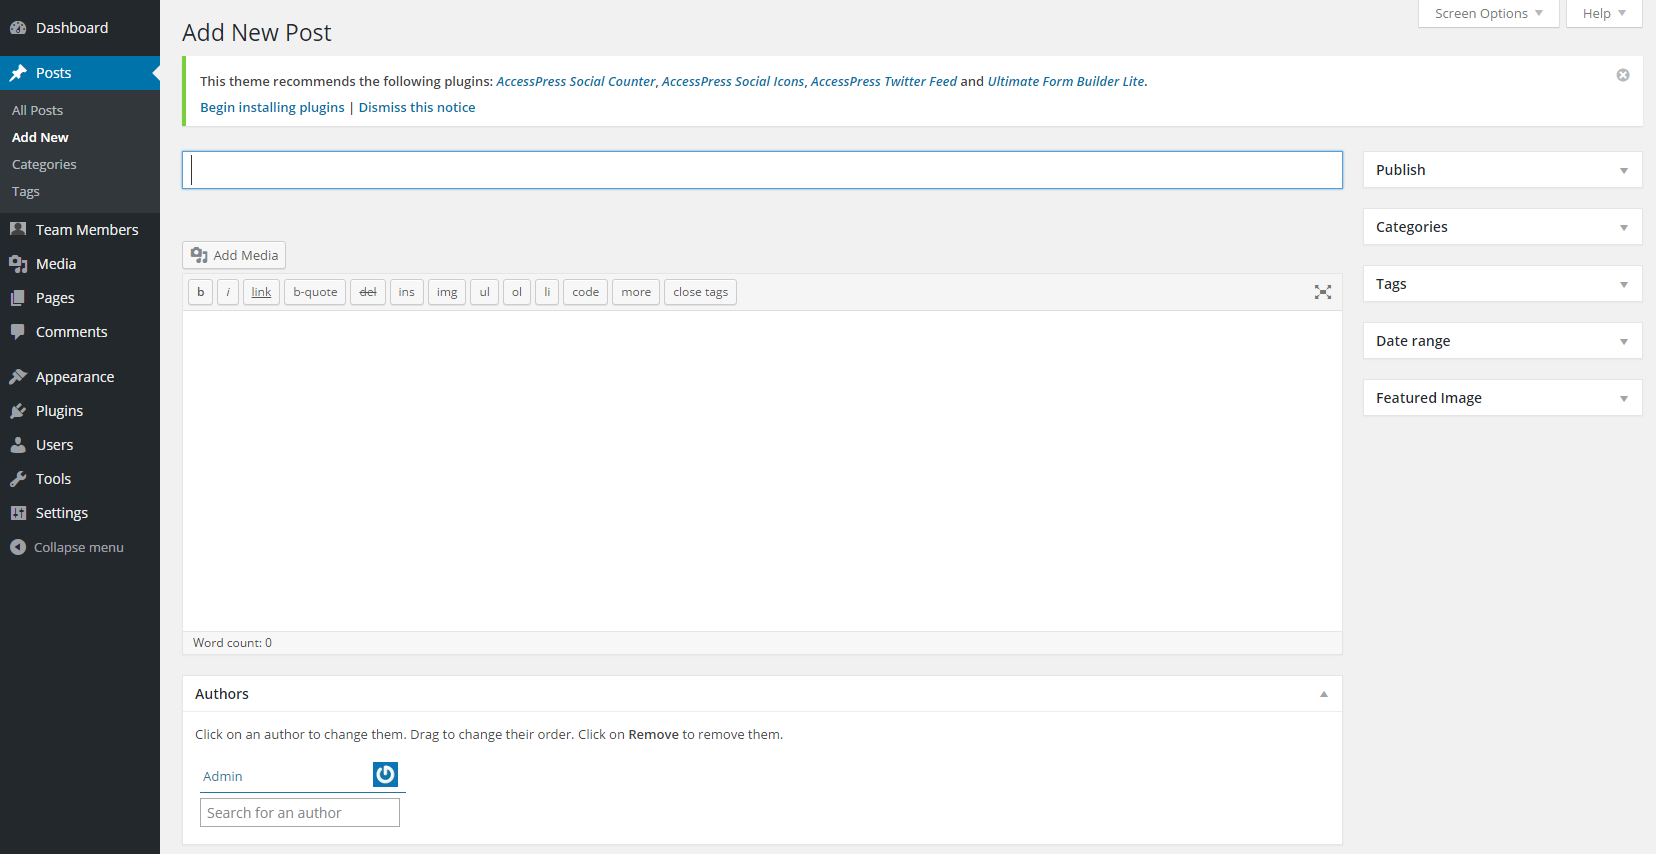 Dashboard
Posts
All Posts
Add New
Categories
Tags
Team Members
Media
Pages
Comments
Appearance
Plugins
Users
Tools
Settings
Collapse menu
Screen Options
Help
Add New Post
This theme recommends the following plugins: AccessPress Social Counter, AccessPress Social Icons, AccessPress Twitter Feed and Ultimate Form Builder Lite.
Begin installing plugins | Dismiss this notice
Add Media
b i link b-quote del ins img ul ol li code more close tags
Word count: 0
Authors
Click on an author to change them. Drag to change their order. Click on Remove to remove them.
Admin
Search for an author
Publish
Categories
Tags
Date range
Featured Image